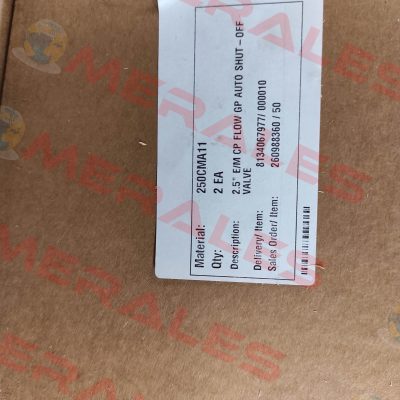 Material: 250CMA11
Qty: 2 EA
Description: 2.5" E/M CP FLOW GP AUTO SHUT-OFF
VALVE
Delivery/ Item: 8134067977/ 000010
Sales Order/ Item: 260988360 / 50
MERALES
MERALES
MERALES